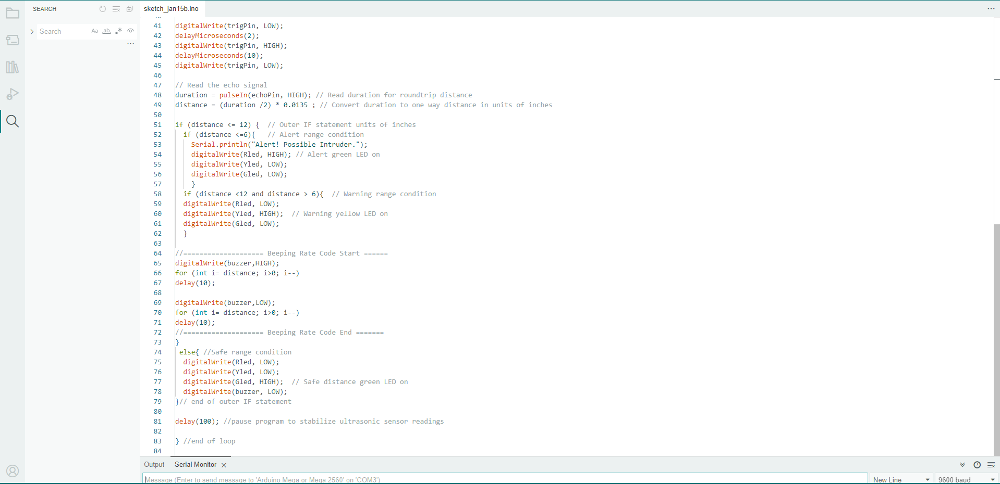 SEARCH
sketch_jan15b.ino
Search Aa ab .*
41 digitalWrite(trigPin, LOW);
42 delayMicroseconds(2);
43 digitalWrite(trigPin, HIGH);
44 delayMicroseconds(10);
45 digitalWrite(trigPin, LOW);
46
47 // Read the echo signal
48 duration = pulseIn(echoPin, HIGH); // Read duration for roundtrip distance
49 distance = (duration /2) * 0.0135 ; // Convert duration to one way distance in units of inches
50
51 if (distance <= 12) { // Outer IF statement units of inches
52 if (distance <=6){ // Alert range condition
53 Serial.println("Alert! Possible Intruder.");
54 digitalWrite(Rled, HIGH); // Alert green LED on
55 digitalWrite(Yled, LOW);
56 digitalWrite(Gled, LOW);
57 }
58 if (distance <12 and distance > 6){ // Warning range condition
59 digitalWrite(Rled, LOW);
60 digitalWrite(Yled, HIGH); // Warning yellow LED on
61 digitalWrite(Gled, LOW);
62 }
63
64 //==================== Beeping Rate Code Start ======
65 digitalWrite(buzzer,HIGH);
66 for (int i= distance; i>0; i--)
67 delay(10);
68
69 digitalWrite(buzzer,LOW);
70 for (int i= distance; i>0; i--)
71 delay(10);
72 //==================== Beeping Rate Code End =======
73 }
74 else{ //Safe range condition
75 digitalWrite(Rled, LOW);
76 digitalWrite(Yled, LOW);
77 digitalWrite(Gled, HIGH); // Safe distance green LED on
78 digitalWrite(buzzer, LOW);
79 }// end of outer IF statement
80
81 delay(100); //pause program to stabilize ultrasonic sensor readings
82
83 } //end of loop
84
Output Serial Monitor
Message (Enter to send message to 'Arduino Mega or Mega 2560' on 'COM3')
New Line
9600 baud